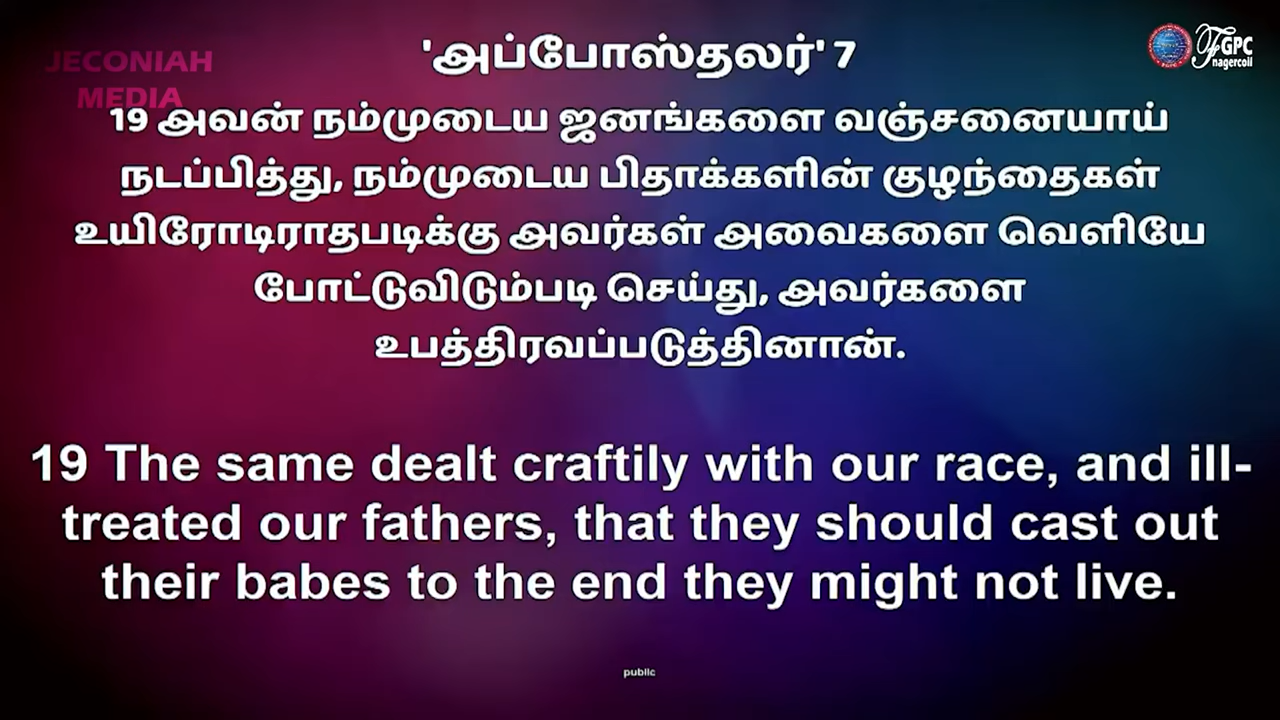 JECONIAH
MEDIA
'அப்போஸ்தலர்' 7
FGPC
nagercoil
19 அவன் நம்முடைய ஜனங்களை வஞ்சனையாய்
நடப்பித்து, நம்முடைய பிதாக்களின் குழந்தைகள்
உயிரோடிராதபடிக்கு அவர்கள் அவைகளை வெளியே
போட்டுவிடும்படி செய்து, அவர்களை
உபத்திரவப்படுத்தினான்.
19 The same dealt craftily with our race, and ill-
treated our fathers, that they should cast out
their babes to the end they might not live.
public